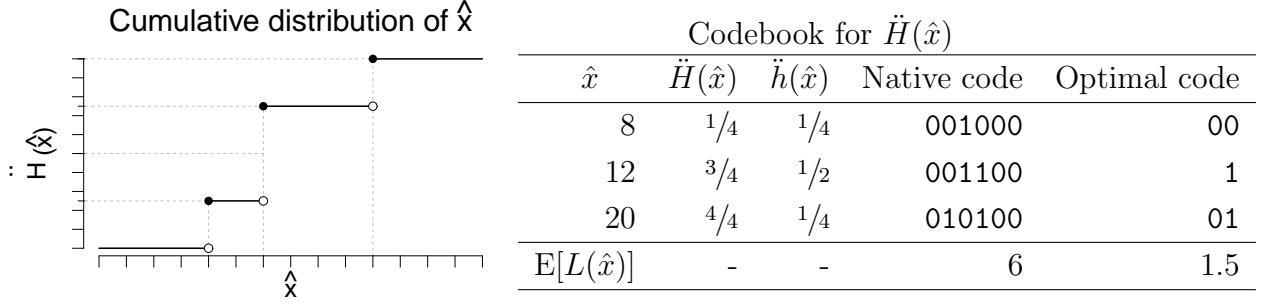 Cumulative distribution of x̂
Ḧ(x̂)
x̂
Codebook for Ḧ(x̂)
x̂ Ḧ(x̂) ḧ(x̂) Native code Optimal code
8 1/4 1/4 001000 00
12 3/4 1/2 001100 1
20 4/4 1/4 010100 01
E[L(x̂)] - - 6 1.5